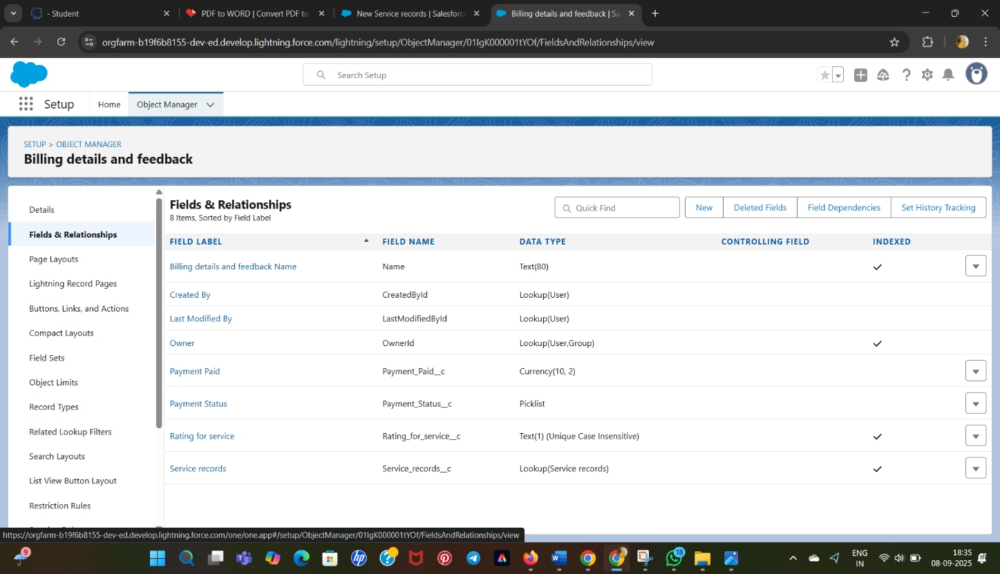 - Student
PDF to WORD | Convert PDF to
New Service records | Salesforc
Billing details and feedback | Sa
orgfarm-b19f6b8155-dev-ed.develop.lightning.force.com/lightning/setup/ObjectManager/01IgK000001tYOf/FieldsAndRelationships/view
Search Setup
Setup
Home
Object Manager
SETUP > OBJECT MANAGER
Billing details and feedback
Details
Fields & Relationships
Page Layouts
Lightning Record Pages
Buttons, Links, and Actions
Compact Layouts
Field Sets
Object Limits
Record Types
Related Lookup Filters
Search Layouts
List View Button Layout
Restriction Rules
Fields & Relationships
8 Items, Sorted by Field Label
Quick Find
New
Deleted Fields
Field Dependencies
Set History Tracking
FIELD LABEL FIELD NAME DATA TYPE CONTROLLING FIELD INDEXED
Billing details and feedback Name Name Text(80)
Created By CreatedById Lookup(User)
Last Modified By LastModifiedById Lookup(User)
Owner OwnerId Lookup(User,Group)
Payment Paid Payment_Paid__c Currency(10, 2)
Payment Status Payment_Status__c Picklist
Rating for service Rating_for_service__c Text(1) (Unique Case Insensitive)
Service records Service_records__c Lookup(Service records)
https://orgfarm-b19f6b8155-dev-ed.develop.lightning.force.com/one/one.app#/setup/ObjectManager/01IgK000001tYOf/FieldsAndRelationships/view
9
18
ENG
IN
18:35
08-09-2025